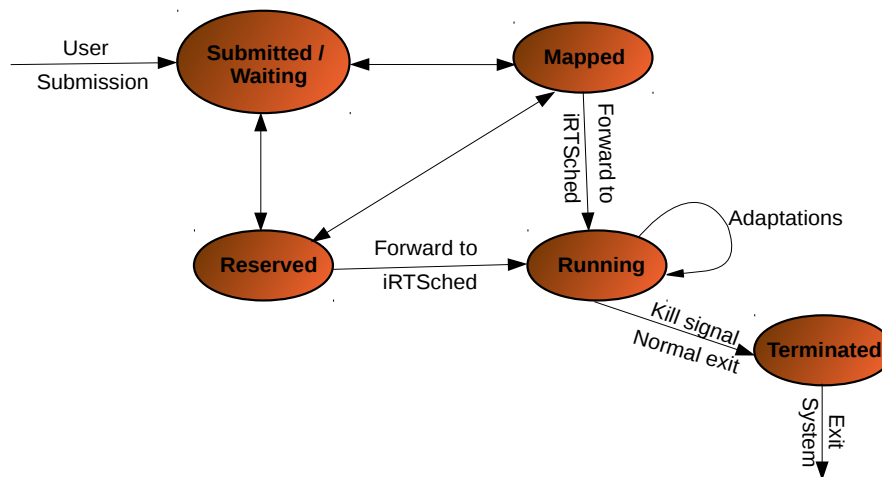 User
Submission
Submitted /
Waiting
Mapped
Forward to
iRTSched
Reserved
Forward to
iRTSched
Running
Adaptations
Kill signal
Normal exit
Terminated
Exit
System